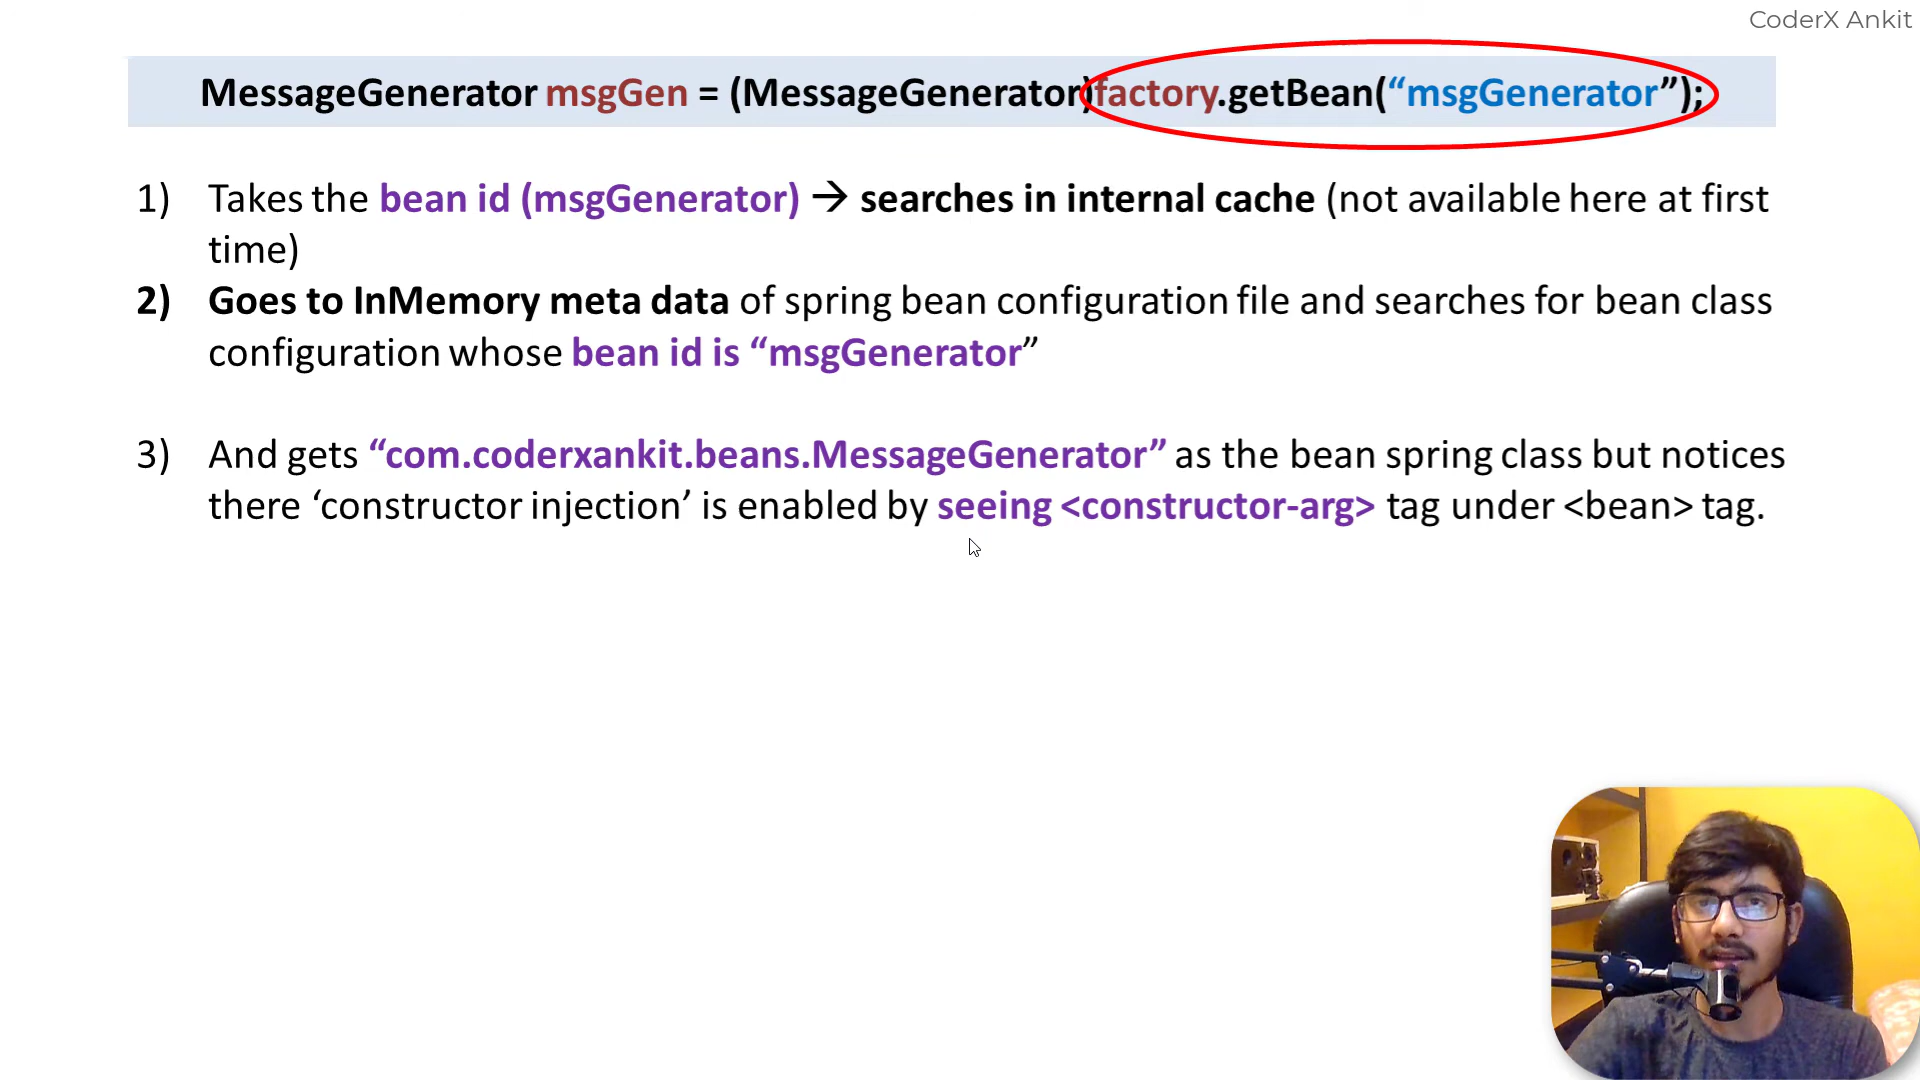 CoderX Ankit
MessageGenerator msgGen = (MessageGenerator)factory.getBean(“msgGenerator”);
1) Takes the bean id (msgGenerator) → searches in internal cache (not available here at first
time)
2) Goes to InMemory meta data of spring bean configuration file and searches for bean class
configuration whose bean id is “msgGenerator”
3) And gets “com.coderxankit.beans.MessageGenerator” as the bean spring class but notices
there ‘constructor injection’ is enabled by seeing <constructor-arg> tag under <bean> tag.